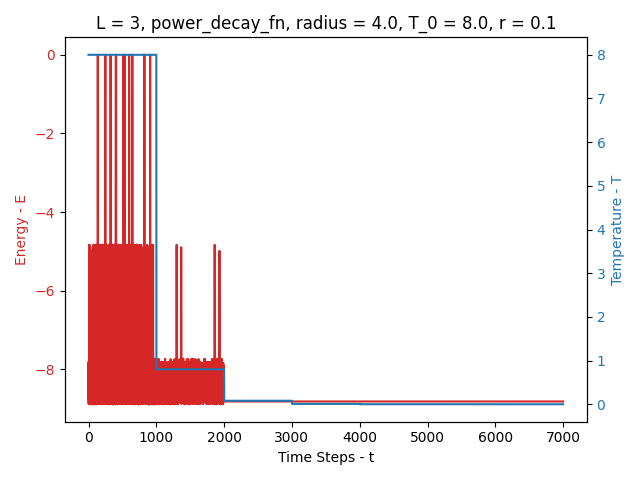 L = 3, power_decay_fn, radius = 4.0, T_0 = 8.0, r = 0.1
Energy - E
0
−2
−4
−6
−8
8
7
6
5
4
3
2
1
0
Temperature - T
0 1000 2000 3000 4000 5000 6000 7000
Time Steps - t